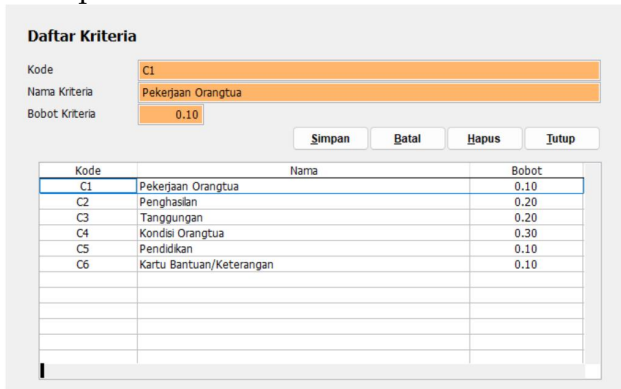 Daftar Kriteria
Kode C1
Nama Kriteria Pekerjaan Orangtua
Bobot Kriteria 0.10
Simpan Batal Hapus Tutup
Kode Nama Bobot
C1 Pekerjaan Orangtua 0.10
C2 Penghasilan 0.20
C3 Tanggungan 0.20
C4 Kondisi Orangtua 0.30
C5 Pendidikan 0.10
C6 Kartu Bantuan/Keterangan 0.10